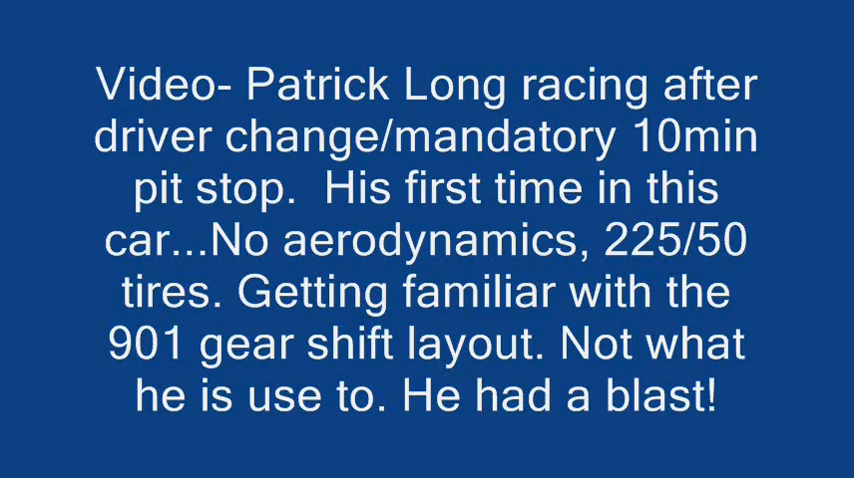 Video- Patrick Long racing after
driver change/mandatory 10min
pit stop.  His first time in this
car...No aerodynamics, 225/50
tires. Getting familiar with the
901 gear shift layout. Not what
he is use to. He had a blast!